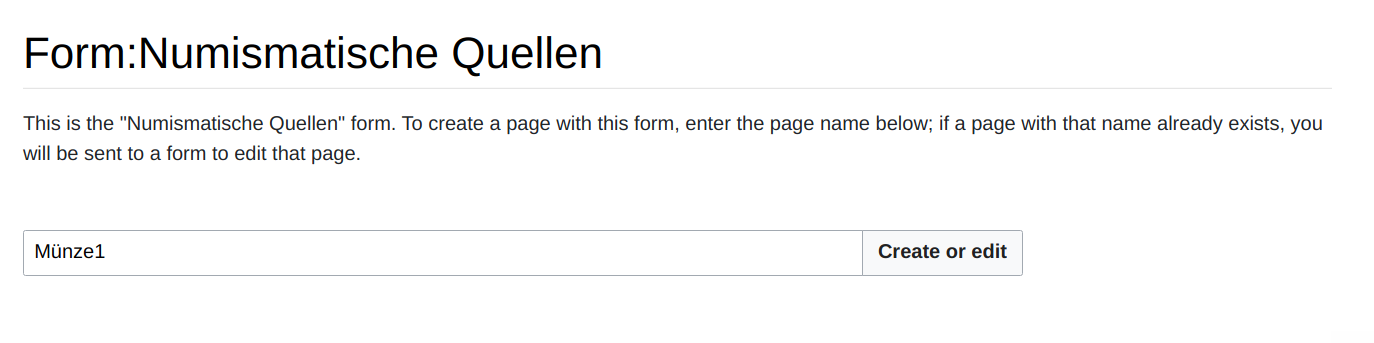 Form:Numismatische Quellen
This is the "Numismatische Quellen" form. To create a page with this form, enter the page name below; if a page with that name already exists, you
will be sent to a form to edit that page.
Münze1
Create or edit